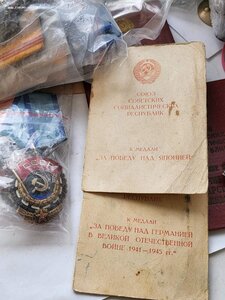 СОЮЗ
СОВЕТСКИХ
СОЦИАЛИСТИЧЕСКИХ
РЕСПУБЛИК
К МЕДАЛИ
"ЗА ПОБЕДУ НАД ЯПОНИЕЙ"
РЕСПУБЛИК
К МЕДАЛИ
"ЗА ПОБЕДУ НАД ГЕРМАНИЕЙ
В ВЕЛИКОЙ ОТЕЧЕСТВЕННОЙ
ВОЙНЕ 1941–1945 гг."